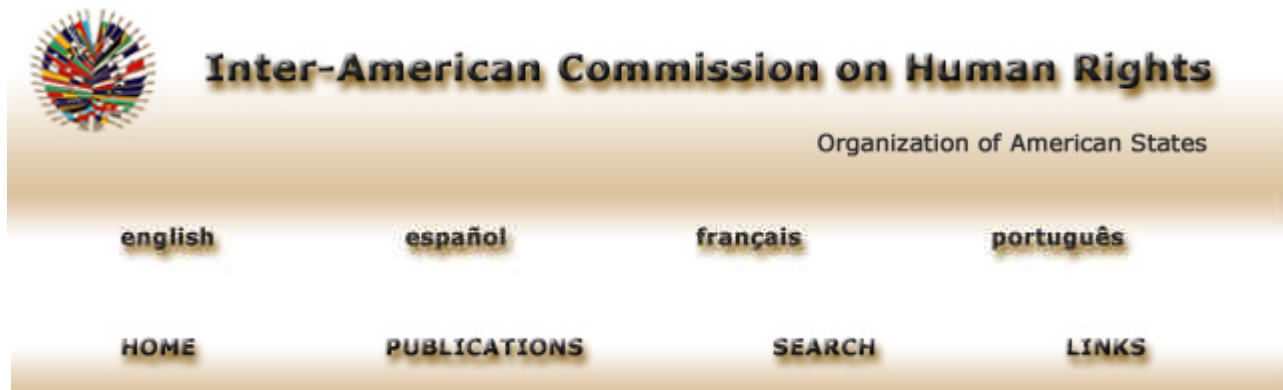 Inter-American Commission on Human Rights
Organization of American States
english español français português
HOME PUBLICATIONS SEARCH LINKS